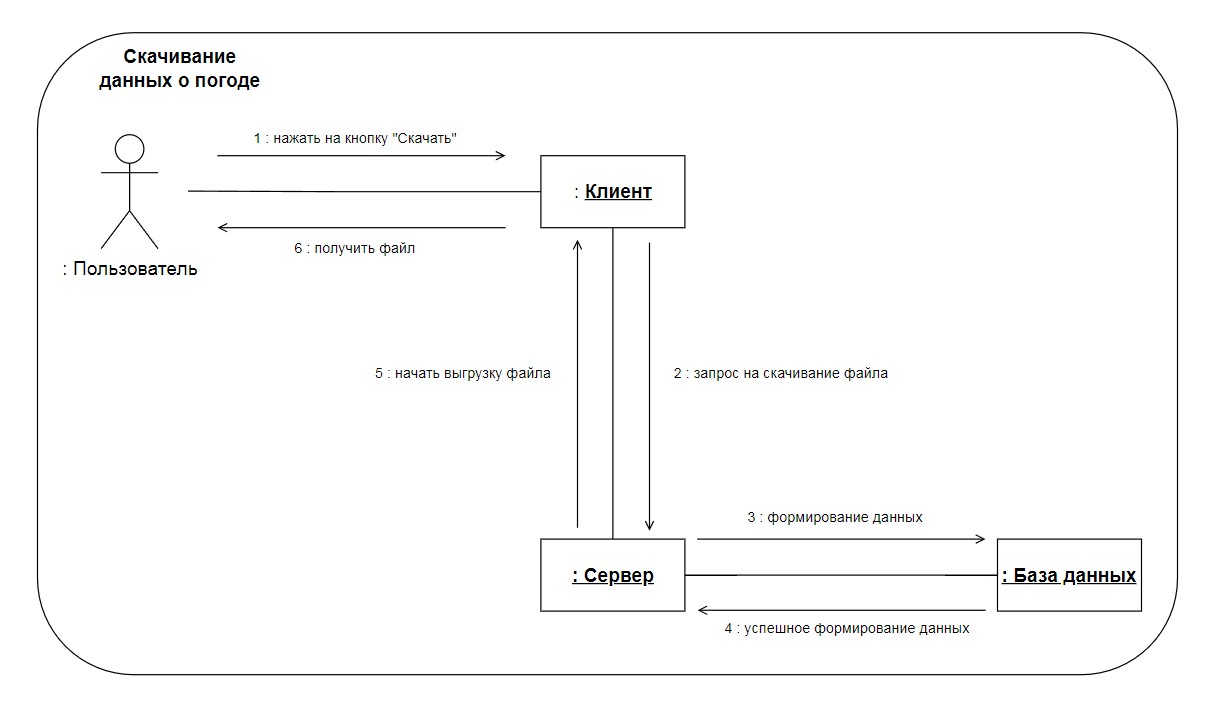 Скачивание
данных о погоде
1 : нажать на кнопку "Скачать"
: Клиент
6 : получить файл
: Пользователь
5 : начать выгрузку файла
2 : запрос на скачивание файла
3 : формирование данных
: Сервер
: База данных
4 : успешное формирование данных